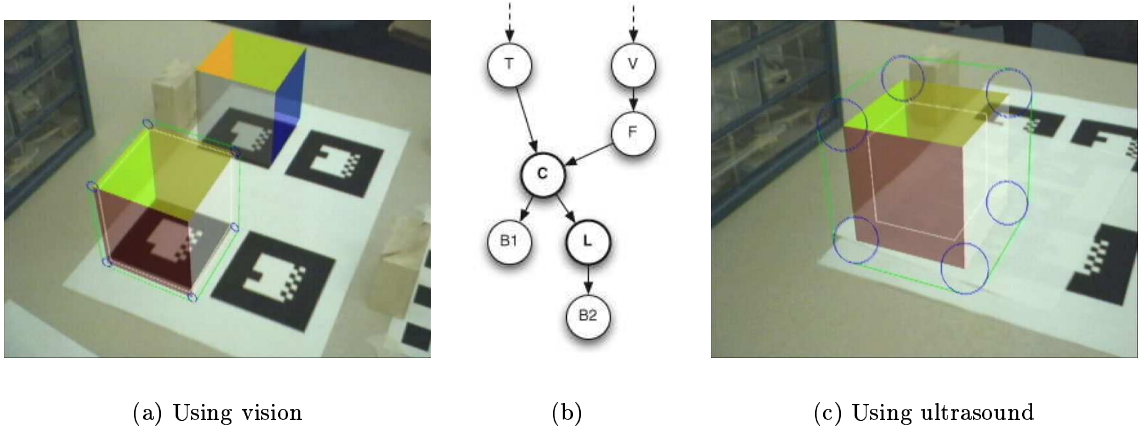 T
V
F
C
B1
L
B2
(a) Using vision
(b)
(c) Using ultrasound